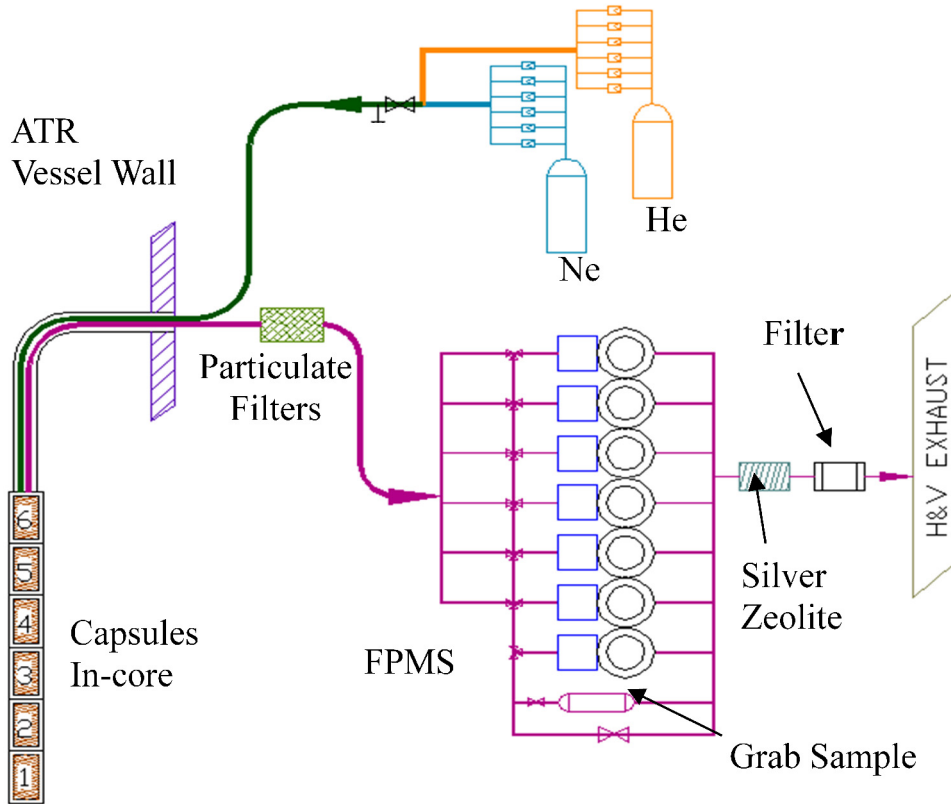 He
Ne
ATR
Vessel Wall
Particulate
Filters
Filter
H&V EXHAUST
6
5
4
3
2
1
Capsules
In-core
FPMS
Silver
Zeolite
Grab Sample